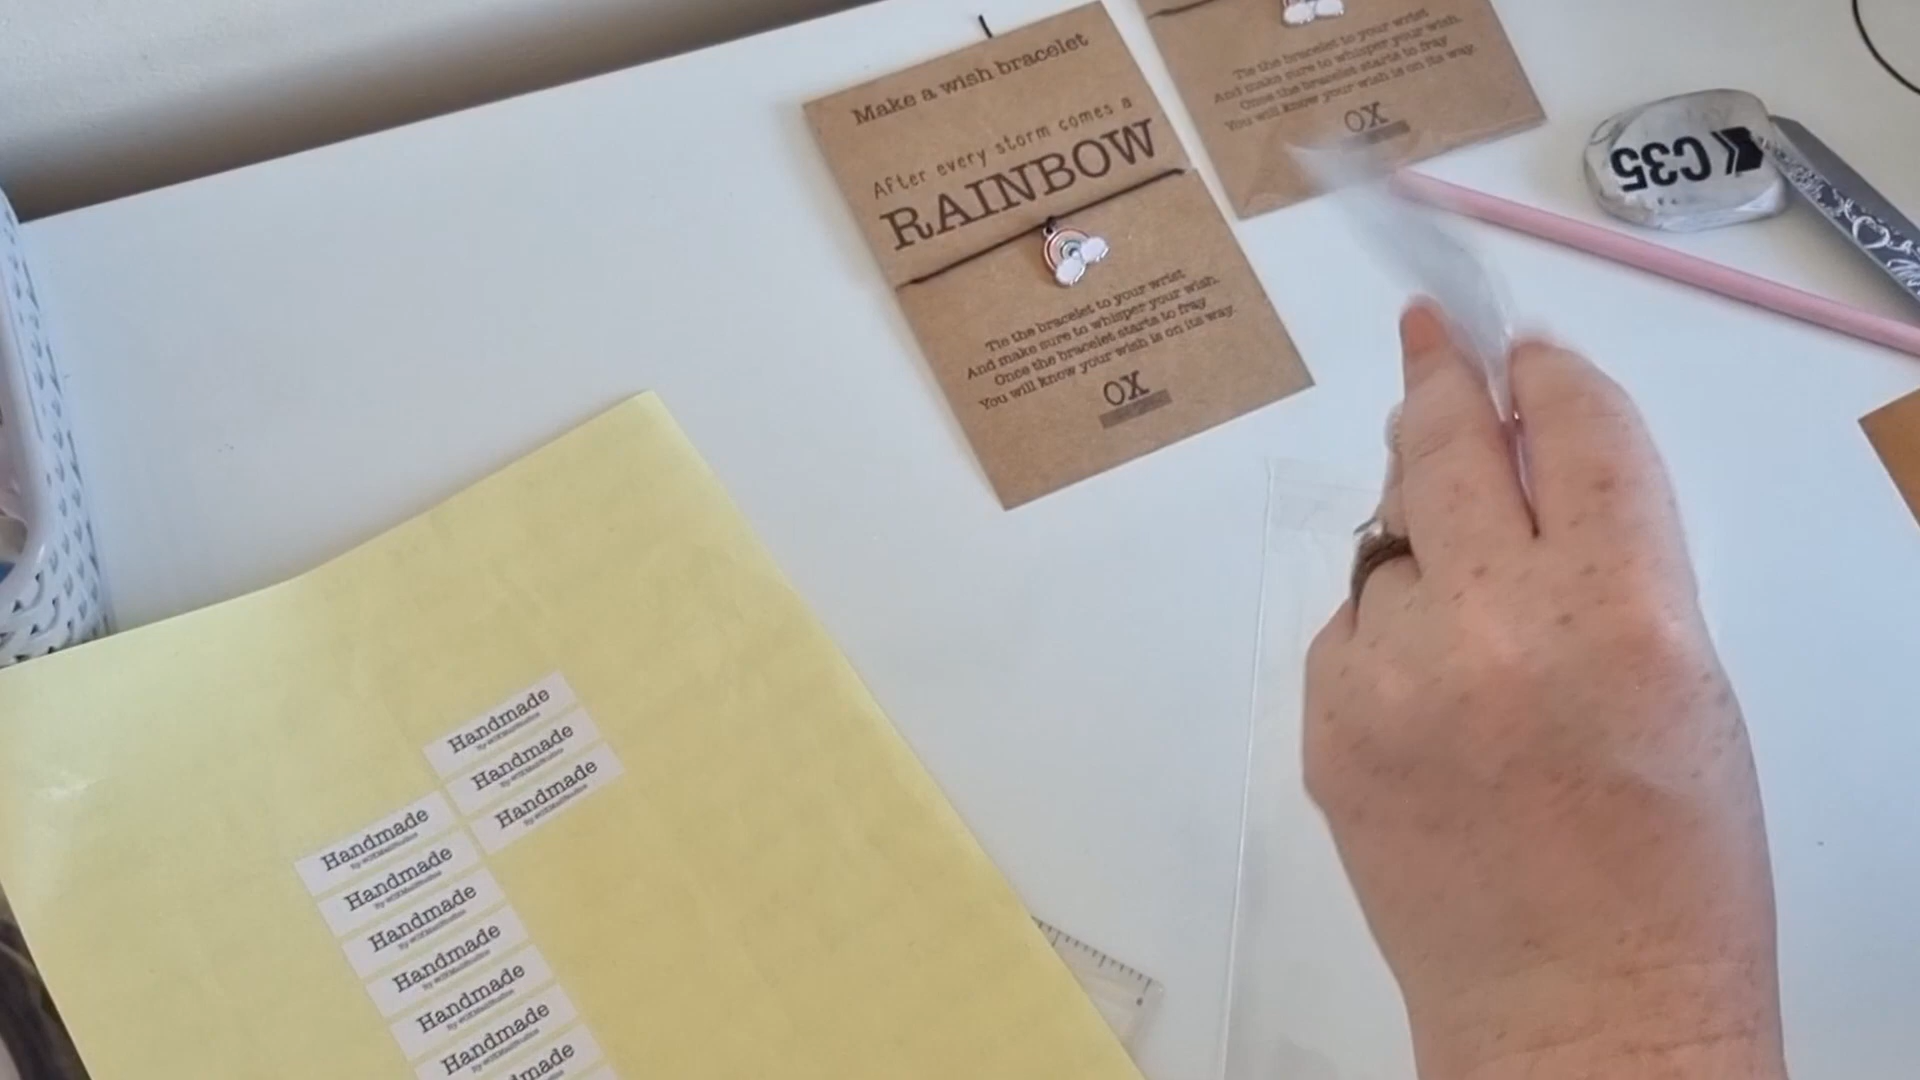 Make a wish bracelet
After every storm comes a
RAINBOW
Tie the bracelet to your wrist
And make sure to whisper your wish.
Once the bracelet starts to fray
You will know your wish is on its way.
OX
Tie the bracelet to your wrist
And make sure to whisper your wish.
Once the bracelet starts to fray
You will know your wish is on its way.
OX
C35
Handmade
Handmade
Handmade
Handmade
Handmade
Handmade
Handmade
Handmade
Handmade